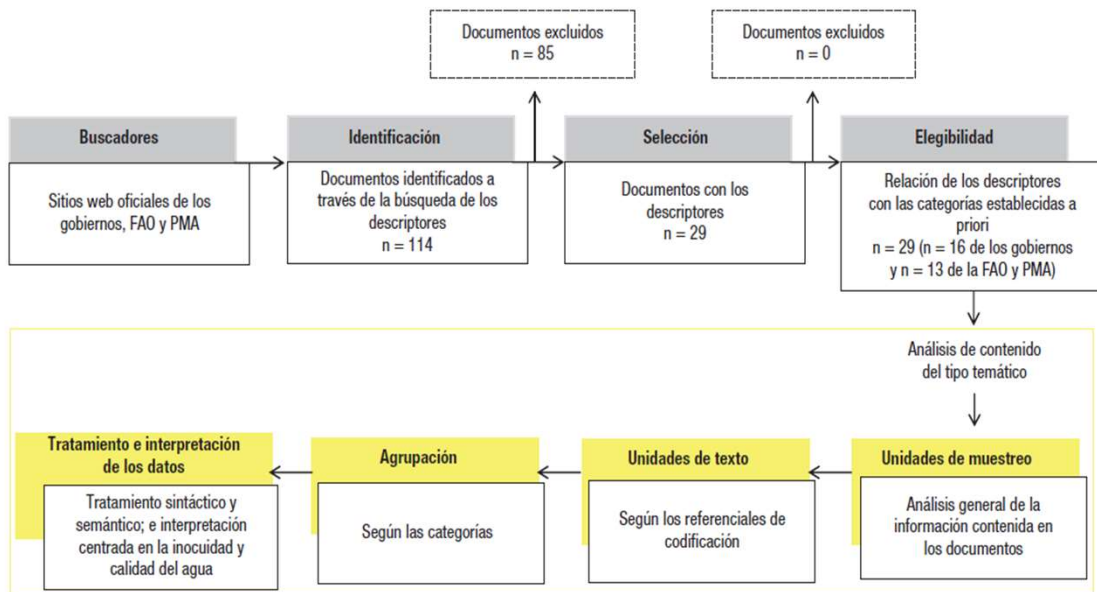 Documentos excluidos
n = 85
Documentos excluidos
n = 0
Buscadores
Sitios web oficiales de los
gobiernos, FAO y PMA
Identificación
Documentos identificados a
través de la búsqueda de los
descriptores
n = 114
Selección
Documentos con los
descriptores
n = 29
Elegibilidad
Relación de los descriptores
con las categorías establecidas a
priori
n = 29 (n = 16 de los gobiernos
y n = 13 de la FAO y PMA)
Análisis de contenido
del tipo temático
Unidades de muestreo
Análisis general de la
información contenida en
los documentos
Unidades de texto
Según los referenciales de
codificación
Agrupación
Según las categorías
Tratamiento e interpretación
de los datos
Tratamiento sintáctico y
semántico; e interpretación
centrada en la inocuidad y
calidad del agua